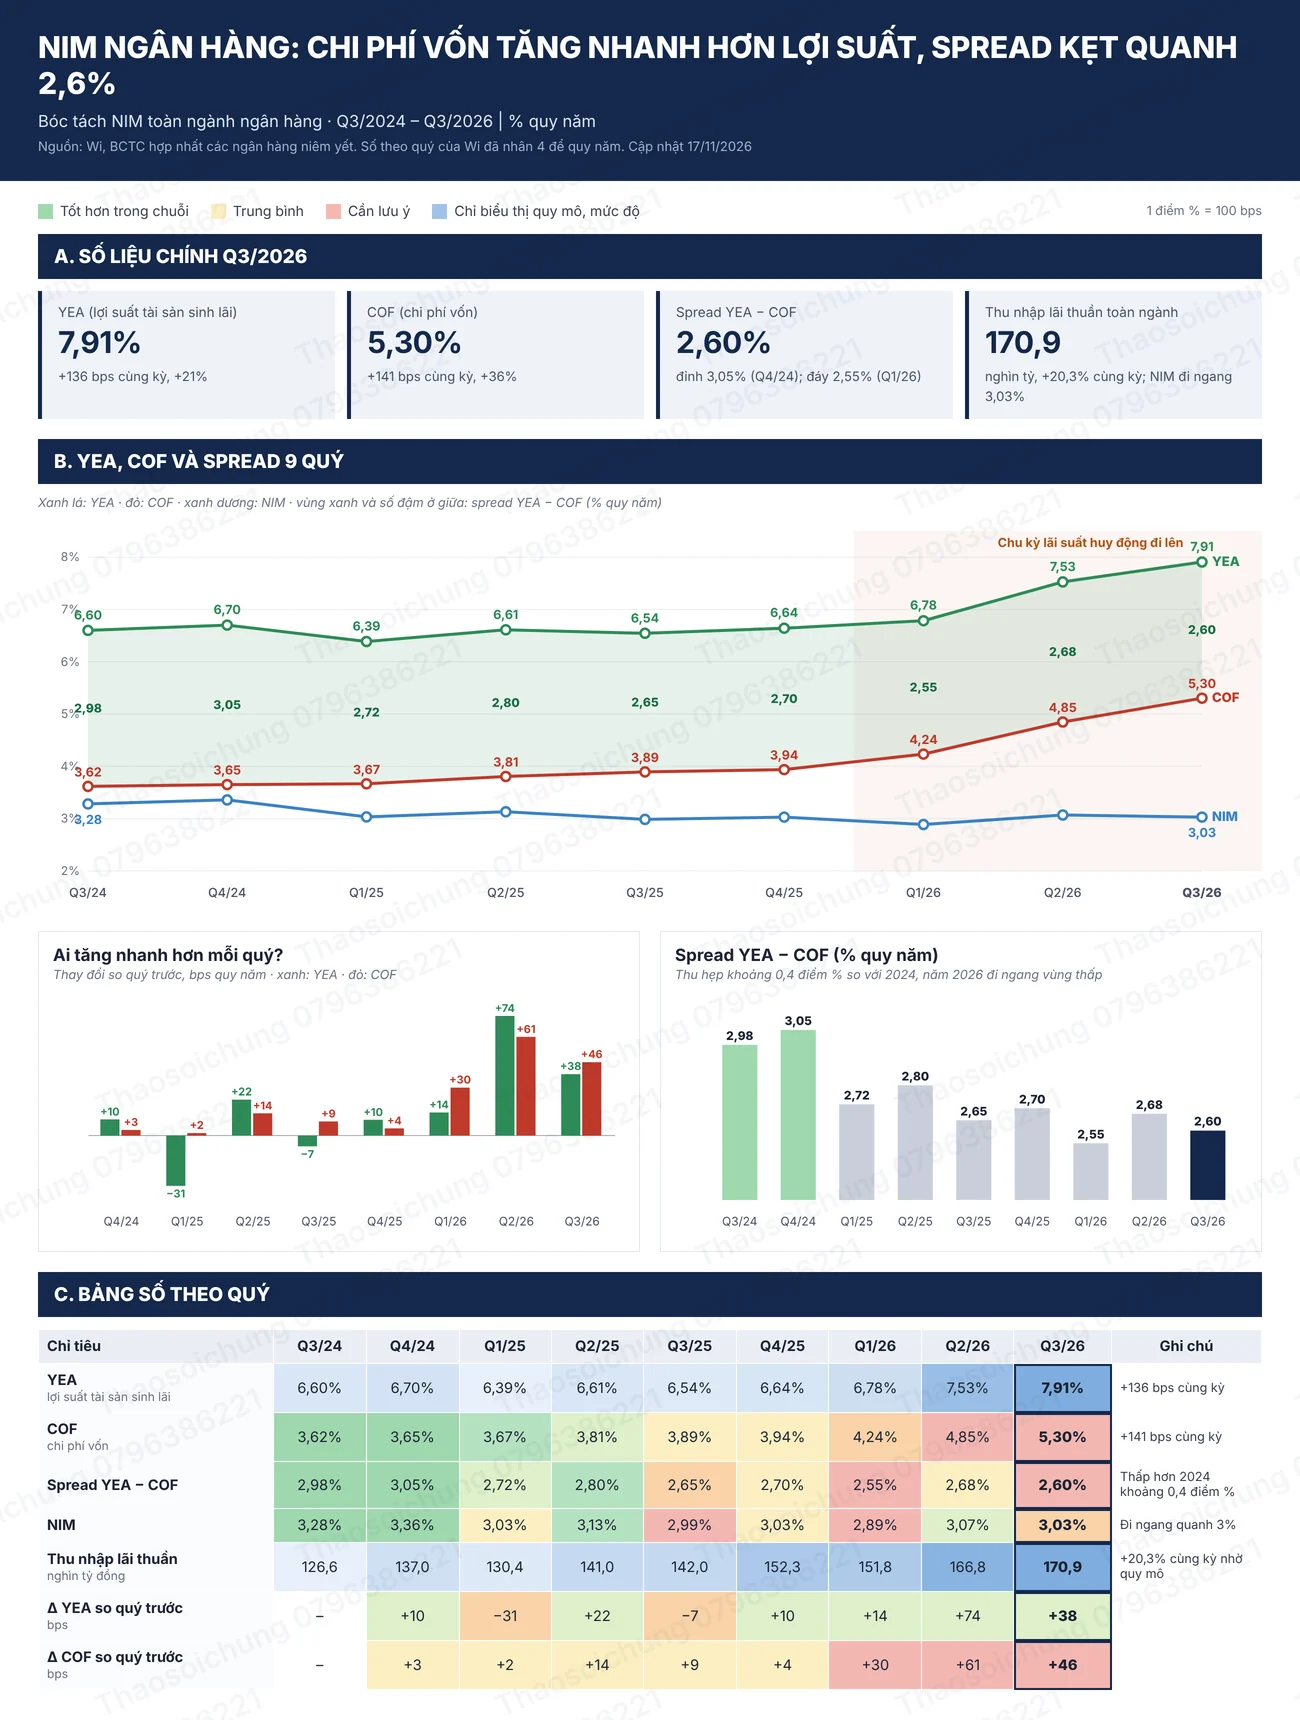 NIM NGÂN HÀNG: CHI PHÍ VỐN TĂNG NHANH HƠN LỢI SUẤT, SPREAD KẸT QUANH
2,6%
Bóc tách NIM toàn ngành ngân hàng · Q3/2024 – Q3/2026 | % quy năm
Nguồn: Wi, BCTC hợp nhất các ngân hàng niêm yết. Số theo quý của Wi đã nhân 4 để quy năm. Cập nhật 17/11/2026
Tốt hơn trong chuỗi Trung bình Cần lưu ý Chỉ biểu thị quy mô, mức độ 1 điểm % = 100 bps
A. SỐ LIỆU CHÍNH Q3/2026
YEA (lợi suất tài sản sinh lãi)
7,91%
+136 bps cùng kỳ, +21%
COF (chi phí vốn)
5,30%
+141 bps cùng kỳ, +36%
Spread YEA – COF
2,60%
đỉnh 3,05% (Q4/24); đáy 2,55% (Q1/26)
Thu nhập lãi thuần toàn ngành
170,9
nghìn tỷ, +20,3% cùng kỳ; NIM đi ngang
3,03%
B. YEA, COF VÀ SPREAD 9 QUÝ
Xanh lá: YEA · đỏ: COF · xanh dương: NIM · vùng xanh và số đậm ở giữa: spread YEA – COF (% quy năm)
Chu kỳ lãi suất huy động đi lên
8%
7%
6%
5%
4%
3%
2%
6,60 6,70 6,39 6,61 6,54 6,64 6,78 7,53 7,91 YEA
2,98 3,05 2,72 2,80 2,65 2,70 2,55 2,68 2,60
3,62 3,65 3,67 3,81 3,89 3,94 4,24 4,85 5,30 COF
3,28 NIM
3,03
Q3/24 Q4/24 Q1/25 Q2/25 Q3/25 Q4/25 Q1/26 Q2/26 Q3/26
Ai tăng nhanh hơn mỗi quý?
Thay đổi so quý trước, bps quy năm · xanh: YEA · đỏ: COF
+10 +3 −31 +2 +22 +14 −7 +9 +10 +4 +14 +30 +74 +61 +38 +46
Q4/24 Q1/25 Q2/25 Q3/25 Q4/25 Q1/26 Q2/26 Q3/26
Spread YEA – COF (% quy năm)
Thu hẹp khoảng 0,4 điểm % so với 2024, năm 2026 đi ngang vùng thấp
2,98 3,05 2,72 2,80 2,65 2,70 2,55 2,68 2,60
Q3/24 Q4/24 Q1/25 Q2/25 Q3/25 Q4/25 Q1/26 Q2/26 Q3/26
C. BẢNG SỐ THEO QUÝ
Chỉ tiêu Q3/24 Q4/24 Q1/25 Q2/25 Q3/25 Q4/25 Q1/26 Q2/26 Q3/26 Ghi chú
YEA
lợi suất tài sản sinh lãi
6,60% 6,70% 6,39% 6,61% 6,54% 6,64% 6,78% 7,53% 7,91% +136 bps cùng kỳ
COF
chi phí vốn
3,62% 3,65% 3,67% 3,81% 3,89% 3,94% 4,24% 4,85% 5,30% +141 bps cùng kỳ
Spread YEA – COF 2,98% 3,05% 2,72% 2,80% 2,65% 2,70% 2,55% 2,68% 2,60% Thấp hơn 2024
khoảng 0,4 điểm %
NIM 3,28% 3,36% 3,03% 3,13% 2,99% 3,03% 2,89% 3,07% 3,03% Đi ngang quanh 3%
Thu nhập lãi thuần
nghìn tỷ đồng
126,6 137,0 130,4 141,0 142,0 152,3 151,8 166,8 170,9 +20,3% cùng kỳ nhờ
quy mô
Δ YEA so quý trước
bps
– +10 −31 +22 −7 +10 +14 +74 +38
Δ COF so quý trước
bps
– +3 +2 +14 +9 +4 +30 +61 +46
Thaosoichung 0796386221